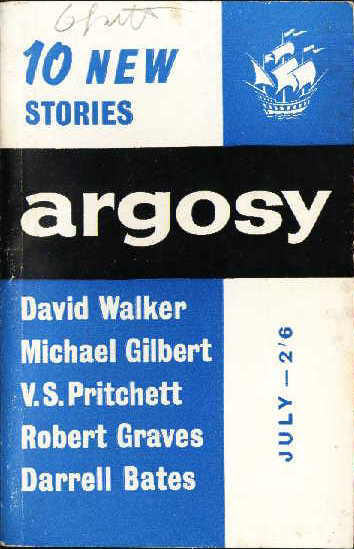 10 NEW
STORIES
argosy
David Walker
Michael Gilbert
V.S. Pritchett
Robert Graves
Darrell Bates
JULY — 2'6